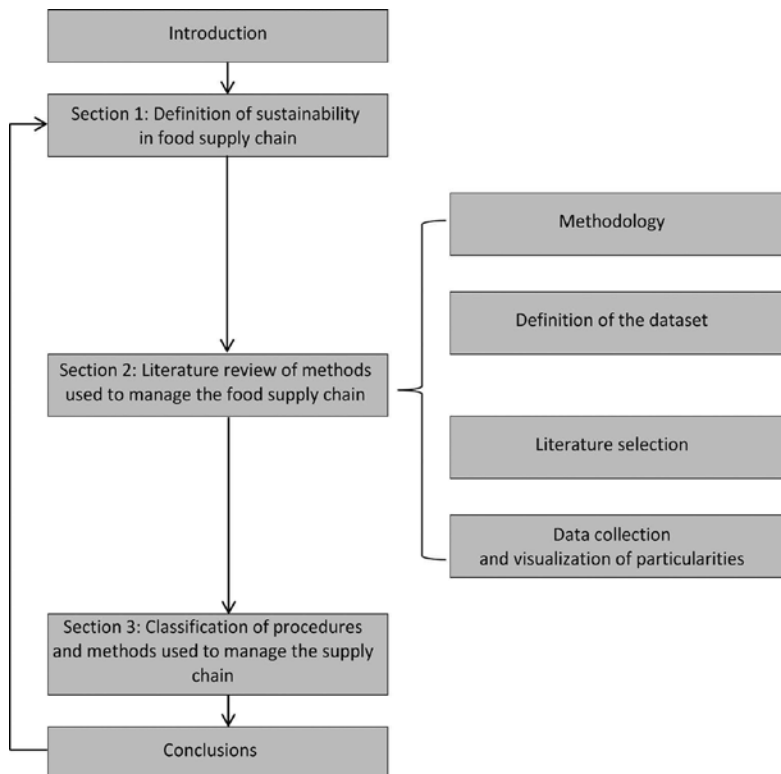 Introduction
Section 1: Definition of sustainability
in food supply chain
Section 2: Literature review of methods
used to manage the food supply chain
Methodology
Definition of the dataset
Literature selection
Data collection
and visualization of particularities
Section 3: Classification of procedures
and methods used to manage the supply
chain
Conclusions